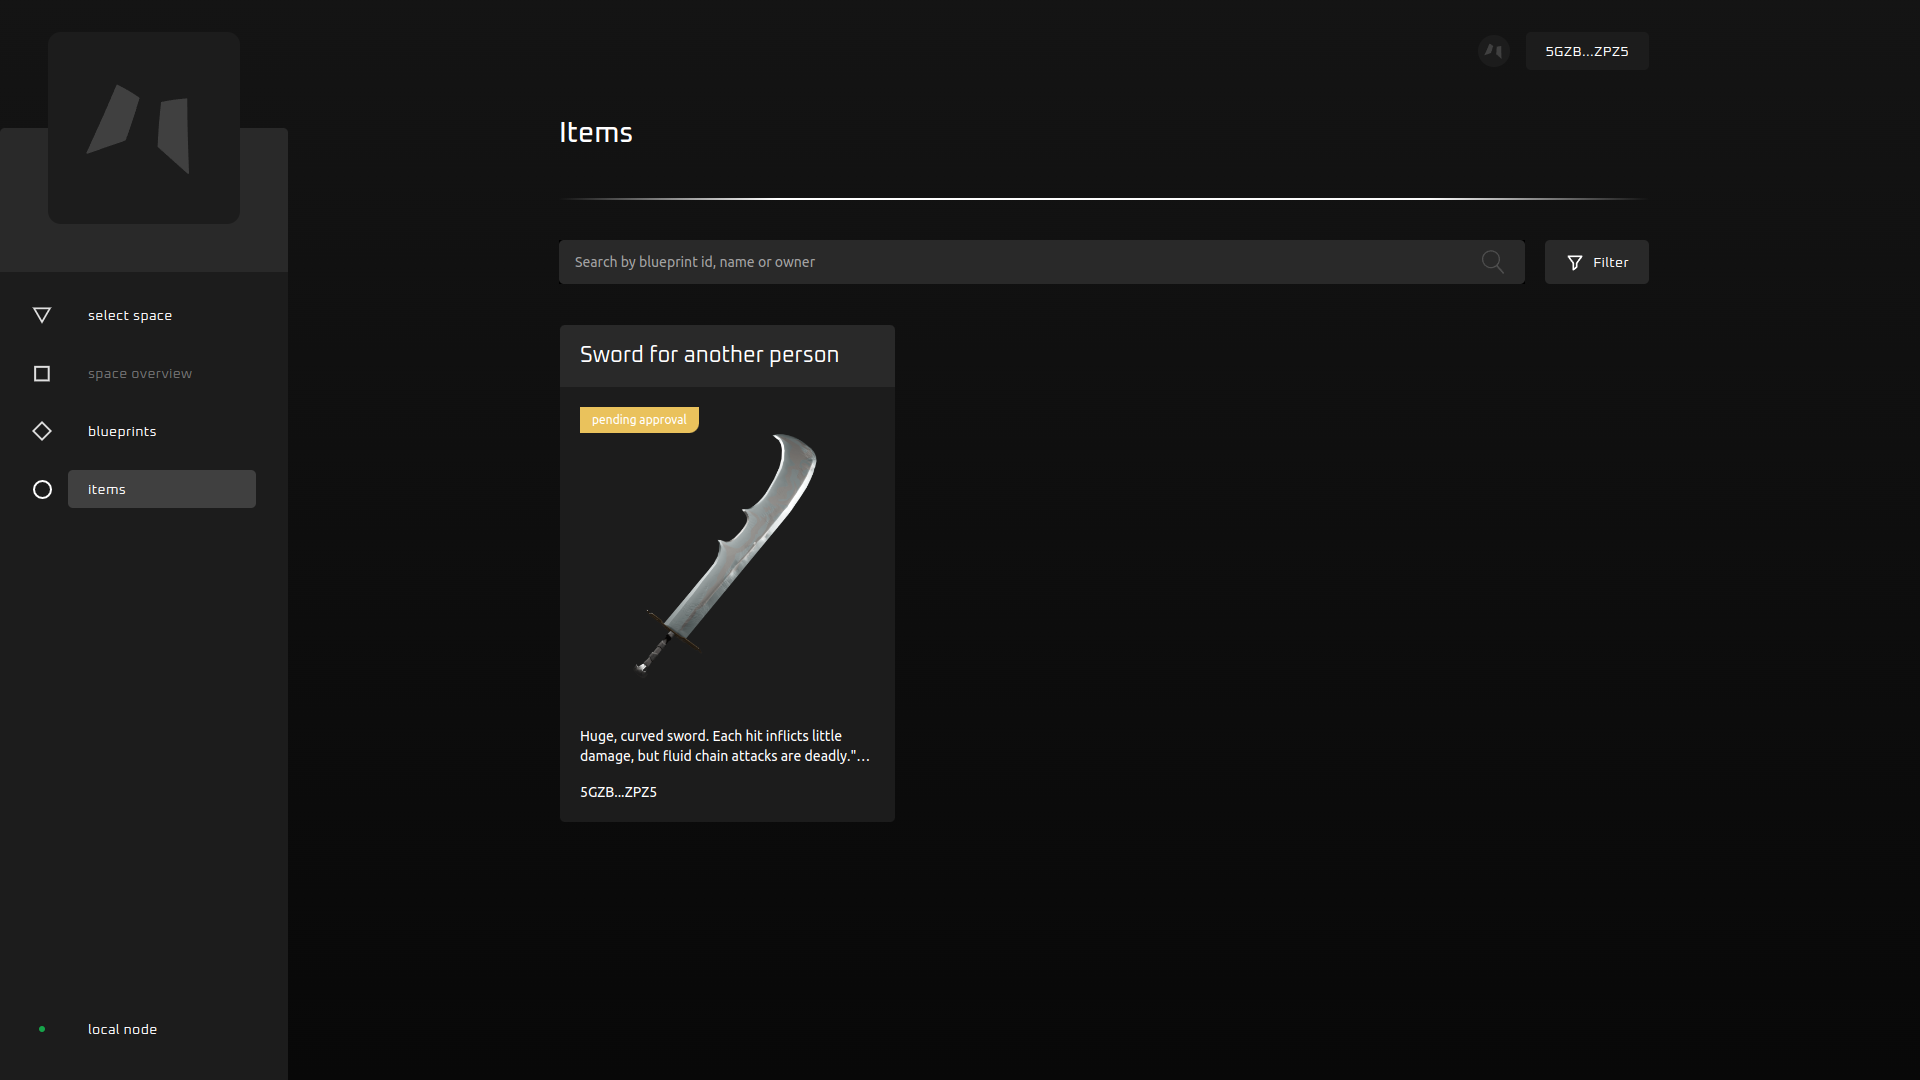 5GZB...ZPZ5
Items
Search by blueprint id, name or owner
Filter
select space
space overview
blueprints
items
Sword for another person
pending approval
Huge, curved sword. Each hit inflicts little
damage, but fluid chain attacks are deadly."...
5GZB...ZPZ5
local node